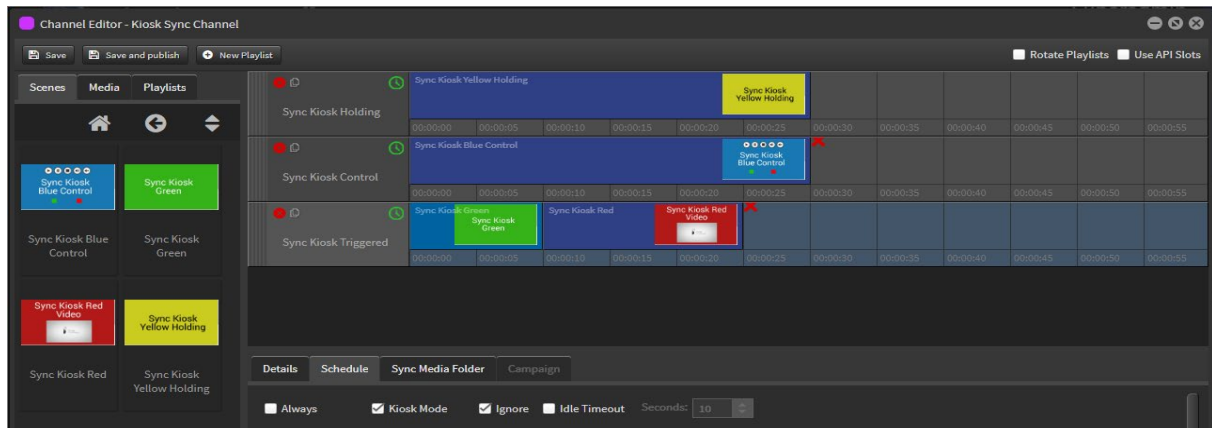 Channel Editor - Kiosk Sync Channel
Save Save and publish New Playlist Rotate Playlists Use API Slots
Scenes Media Playlists
Sync Kiosk Blue Control
Sync Kiosk Green
Sync Kiosk Blue Control
Sync Kiosk Green
Sync Kiosk Red Video
Sync Kiosk Yellow Holding
Sync Kiosk Red
Sync Kiosk Yellow Holding
Sync Kiosk Holding
Sync Kiosk Yellow Holding
Sync Kiosk Yellow Holding
00:00:00 00:00:05 00:00:10 00:00:15 00:00:20 00:00:25 00:00:30 00:00:35 00:00:40 00:00:45 00:00:50 00:00:55
Sync Kiosk Control
Sync Kiosk Blue Control
Sync Kiosk Blue Control
00:00:00 00:00:05 00:00:10 00:00:15 00:00:20 00:00:25 00:00:30 00:00:35 00:00:40 00:00:45 00:00:50 00:00:55
Sync Kiosk Triggered
Sync Kiosk Green
Sync Kiosk Green
Sync Kiosk Red
Sync Kiosk Red Video
00:00:00 00:00:05 00:00:10 00:00:15 00:00:20 00:00:25 00:00:30 00:00:35 00:00:40 00:00:45 00:00:50 00:00:55
Details Schedule Sync Media Folder Campaign
Always Kiosk Mode Ignore Idle Timeout Seconds: 10